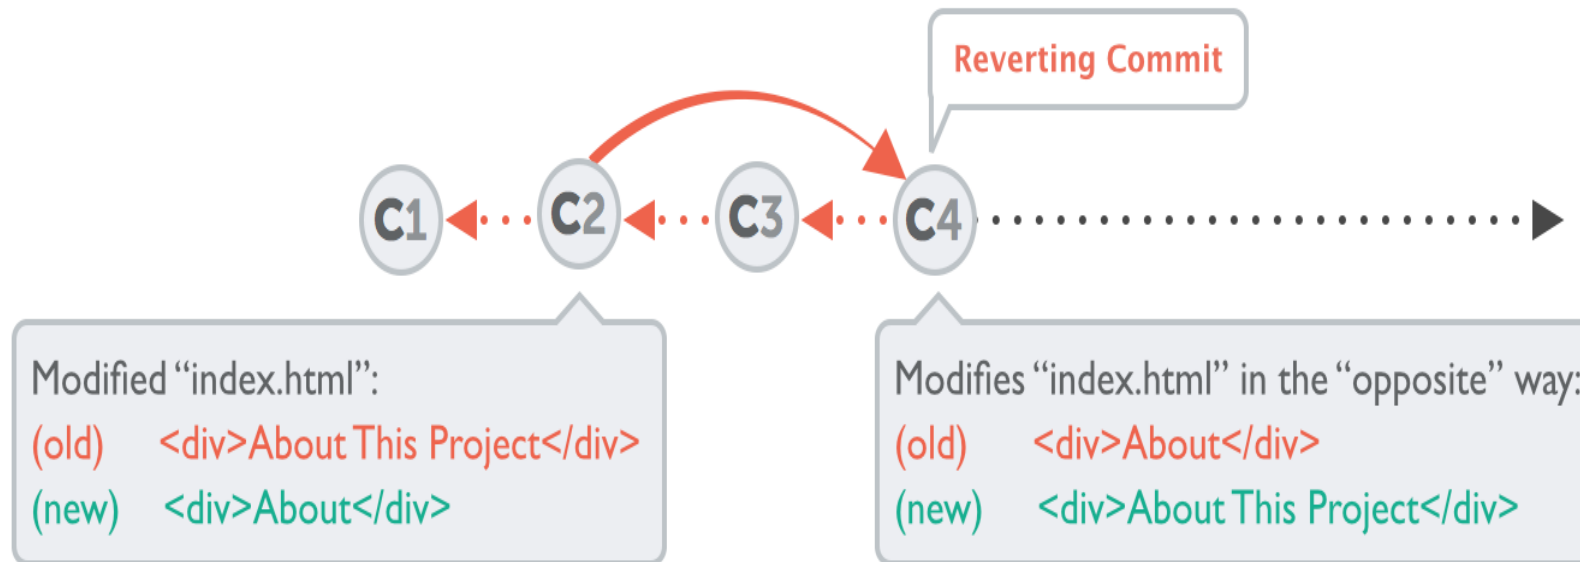 Reverting Commit
C1
C2
C3
C4
Modified “index.html”:
(old) <div>About This Project</div>
(new) <div>About</div>
Modifies “index.html” in the “opposite” way:
(old) <div>About</div>
(new) <div>About This Project</div>